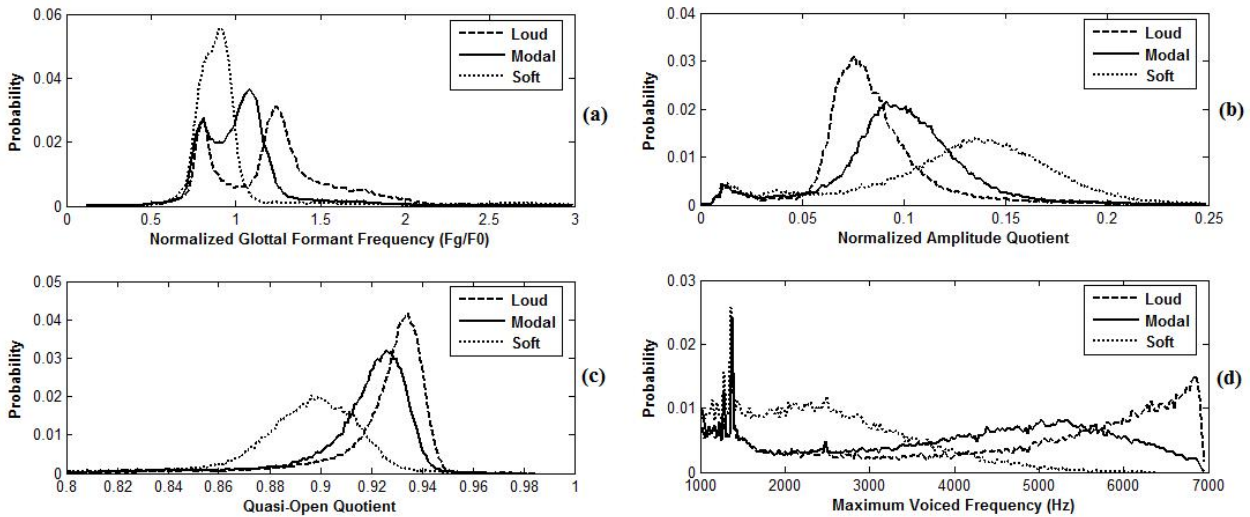 0.06
0.04
0.02
0
Probability
0 0.5 1 1.5 2 2.5 3
Normalized Glottal Formant Frequency (Fg/F0)
Loud
Modal
Soft
(a)
0.04
0.03
0.02
0.01
0
Probability
0 0.05 0.1 0.15 0.2 0.25
Normalized Amplitude Quotient
Loud
Modal
Soft
(b)
0.05
0.04
0.03
0.02
0.01
0
Probability
0.8 0.82 0.84 0.86 0.88 0.9 0.92 0.94 0.96 0.98 1
Quasi-Open Quotient
Loud
Modal
Soft
(c)
0.03
0.02
0.01
0
Probability
1000 2000 3000 4000 5000 6000 7000
Maximum Voiced Frequency (Hz)
Loud
Modal
Soft
(d)